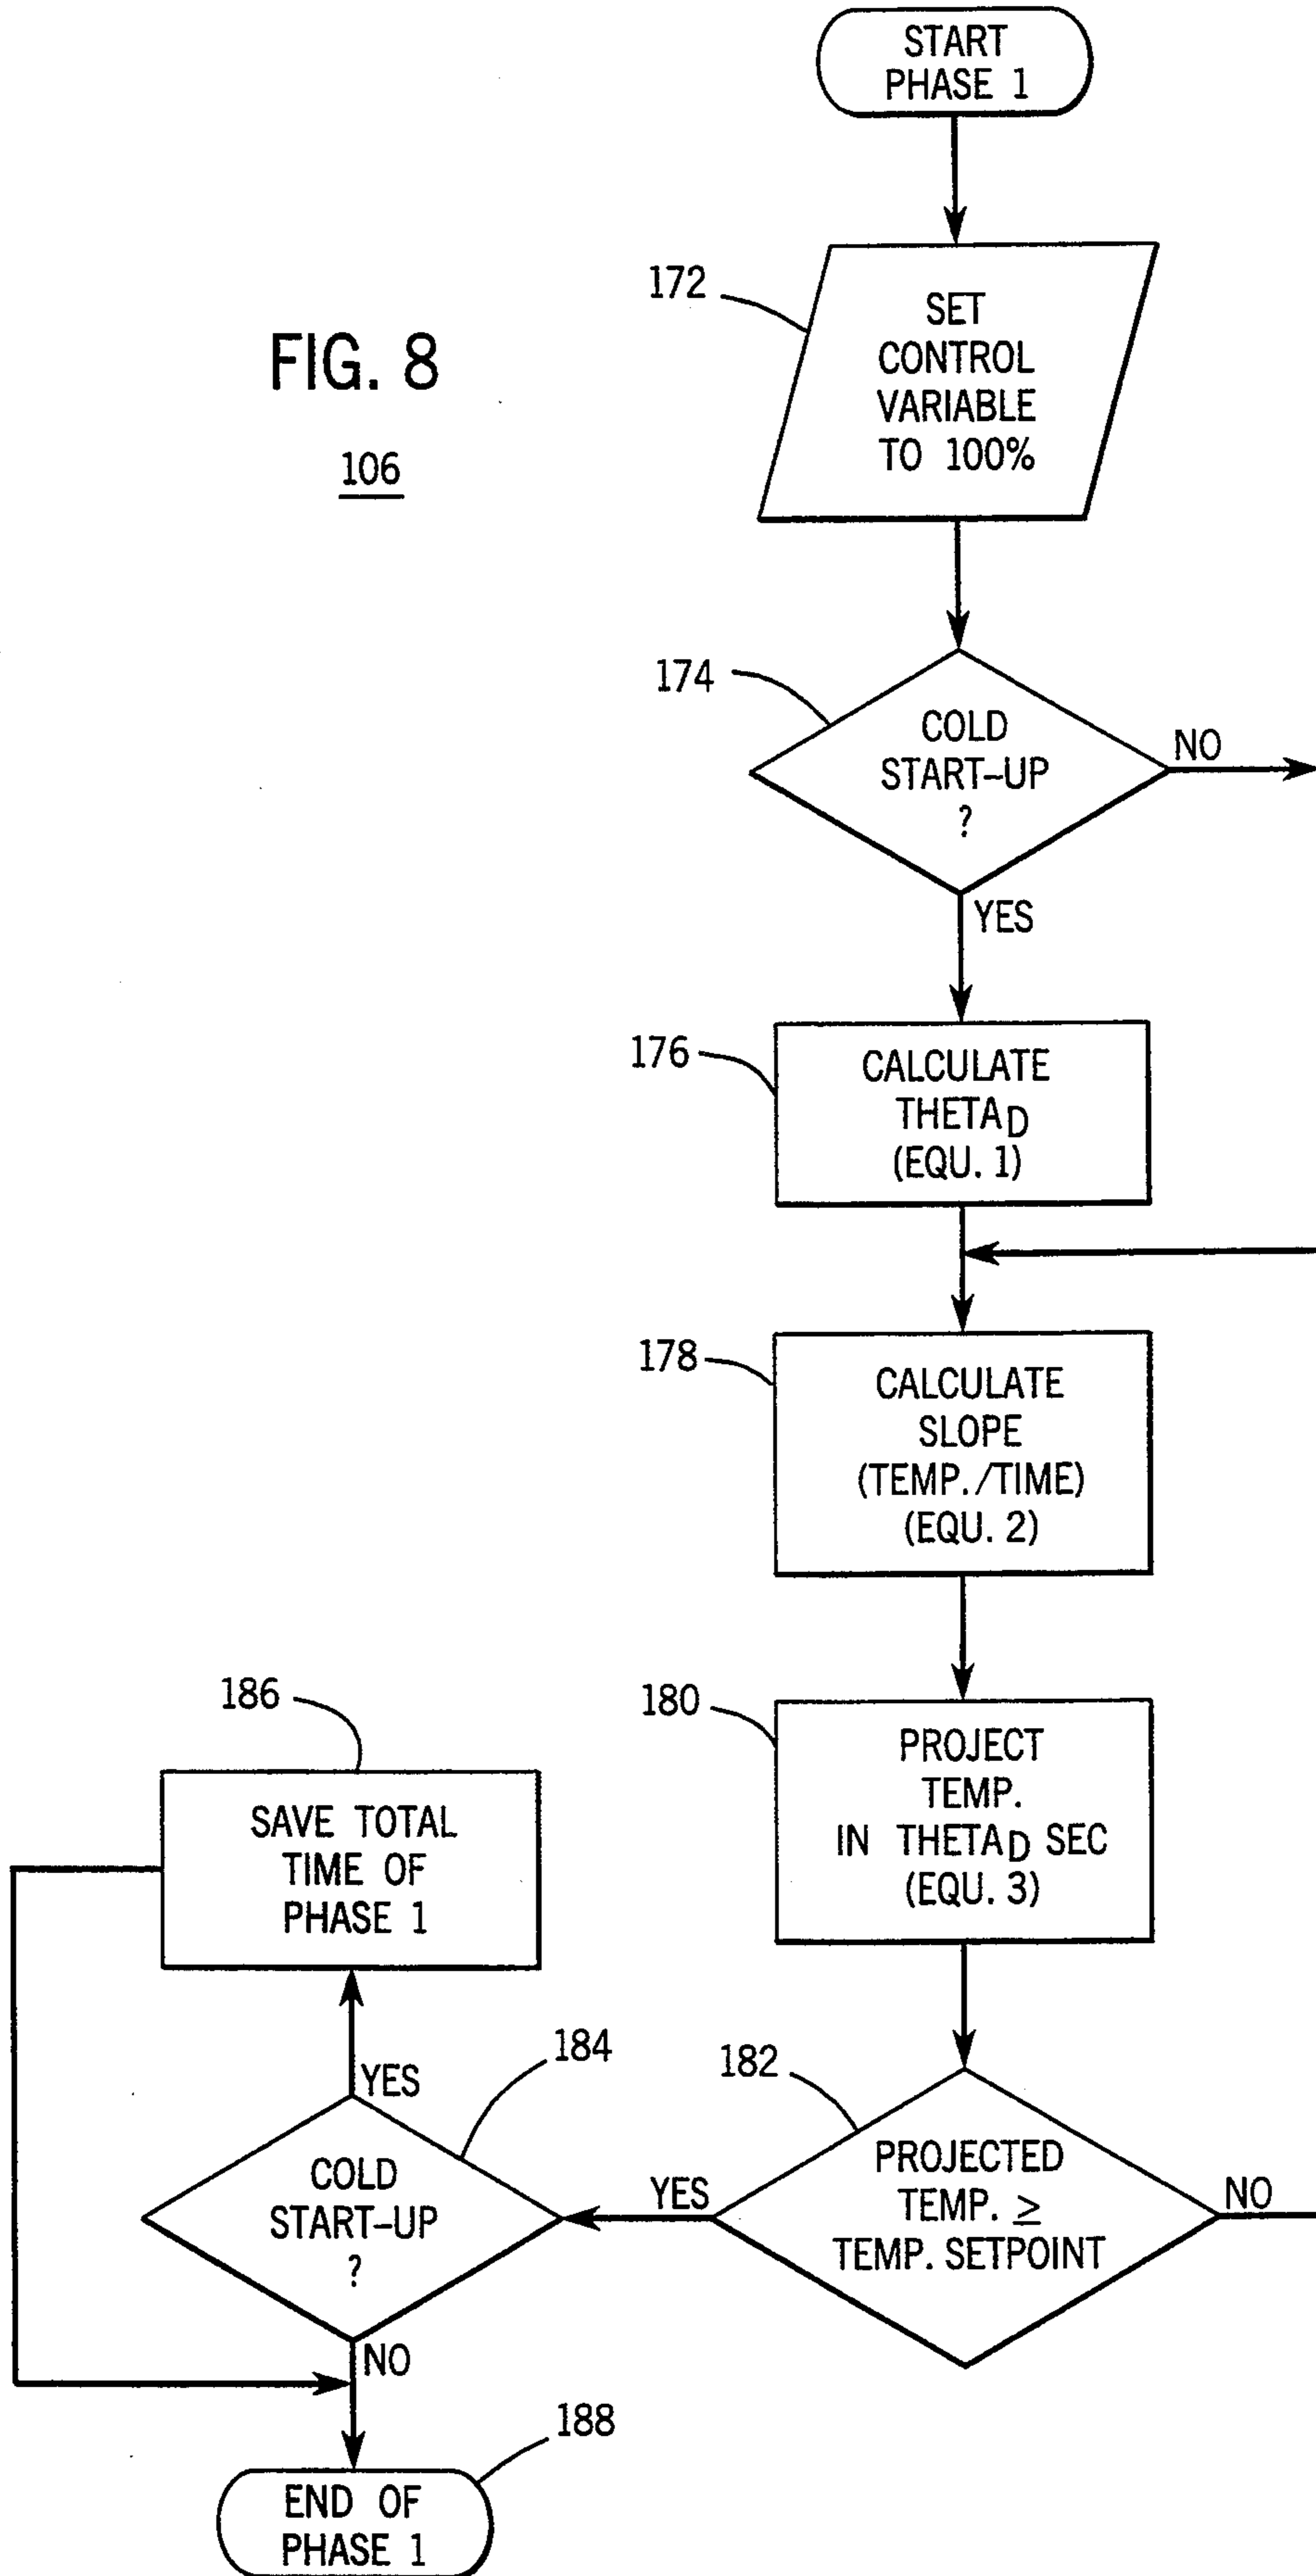 START
PHASE 1
172
SET
CONTROL
VARIABLE
TO 100%
FIG. 8
106
174
COLD
START-UP
?
NO
YES
176
CALCULATE
THETAD
(EQU. 1)
178
CALCULATE
SLOPE
(TEMP./TIME)
(EQU. 2)
180
PROJECT
TEMP.
IN THETAD SEC
(EQU. 3)
182
PROJECTED
TEMP. ≥
TEMP. SETPOINT
NO
YES
184
COLD
START-UP
?
YES
186
SAVE TOTAL
TIME OF
PHASE 1
NO
188
END OF
PHASE 1